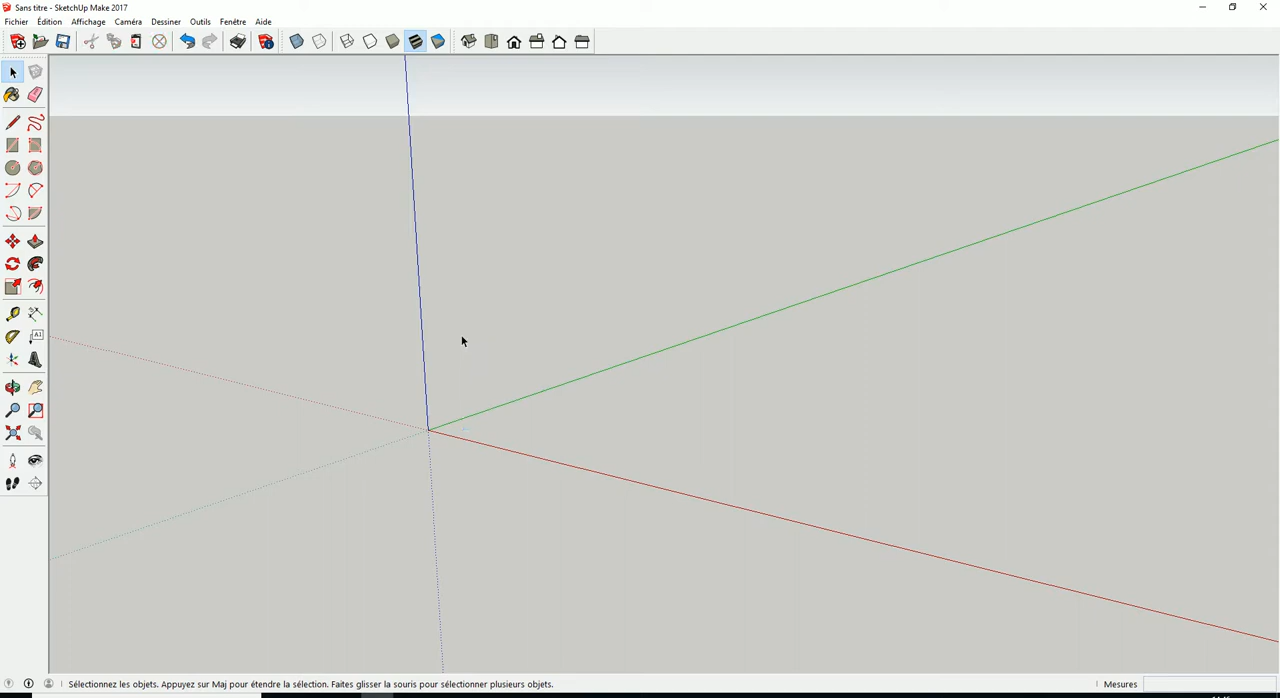 Sans titre - SketchUp Make 2017
Fichier Édition Affichage Caméra Dessiner Outils Fenêtre Aide
A1
Sélectionnez les objets. Appuyez sur Maj pour étendre la sélection. Faites glisser la souris pour sélectionner plusieurs objets. Mesures